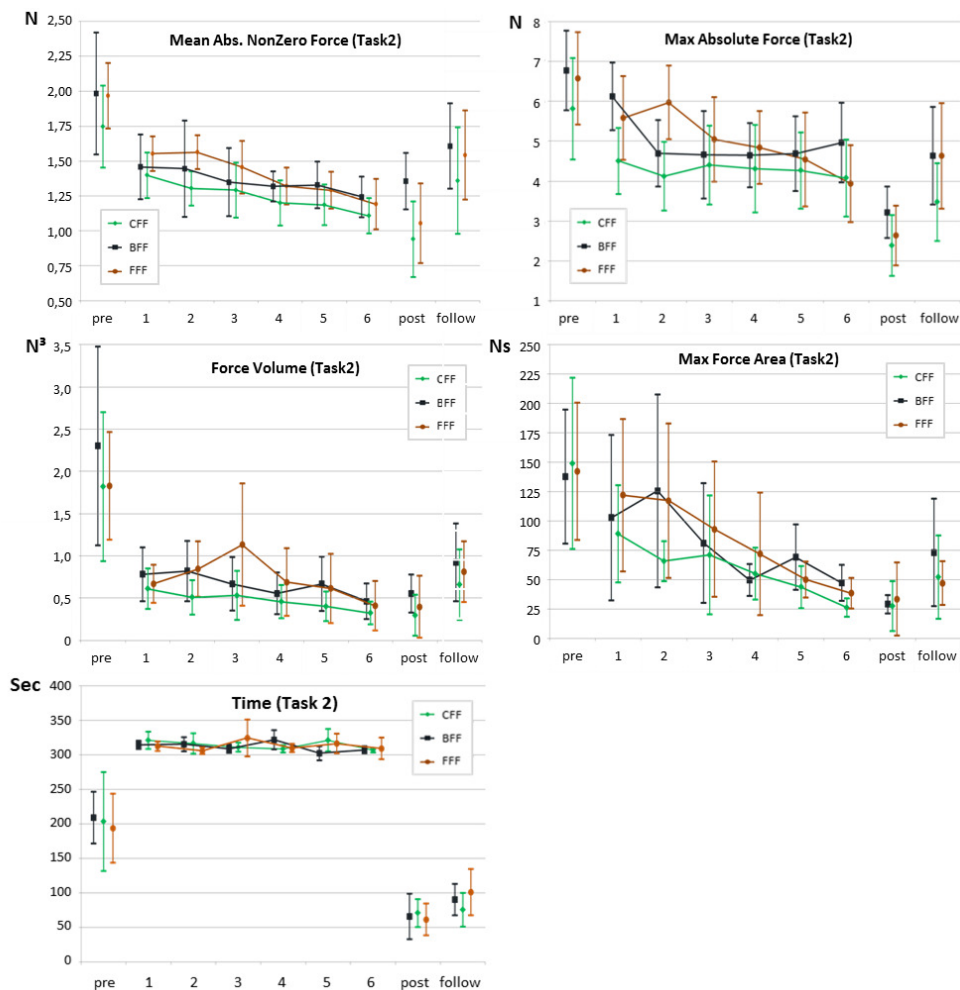 N
Mean Abs. NonZero Force (Task2)
2,50
2,25
2,00
1,75
1,50
1,25
1,00
0,75
0,50
CFF
BFF
FFF
pre 1 2 3 4 5 6 post follow
N
Max Absolute Force (Task2)
8
7
6
5
4
3
2
1
CFF
BFF
FFF
pre 1 2 3 4 5 6 post follow
N³
Force Volume (Task2)
3,5
3,0
2,5
2,0
1,5
1,0
0,5
0
CFF
BFF
FFF
pre 1 2 3 4 5 6 post follow
Ns
Max Force Area (Task2)
250
225
200
175
150
125
100
75
50
25
0
CFF
BFF
FFF
pre 1 2 3 4 5 6 post follow
Sec
Time (Task 2)
400
350
300
250
200
150
100
50
0
CFF
BFF
FFF
pre 1 2 3 4 5 6 post follow